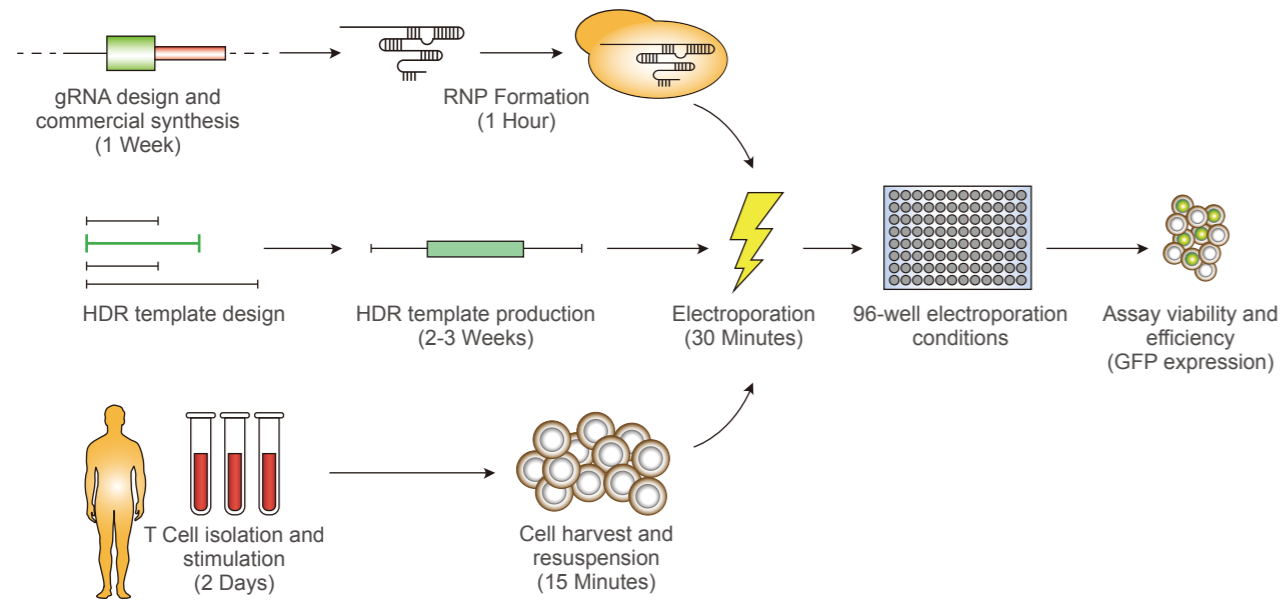 gRNA design and
commercial synthesis
(1 Week)
RNP Formation
(1 Hour)
HDR template design
HDR template production
(2-3 Weeks)
Electroporation
(30 Minutes)
96-well electroporation
conditions
Assay viability and
efficiency
(GFP expression)
T Cell isolation and
stimulation
(2 Days)
Cell harvest and
resuspension
(15 Minutes)